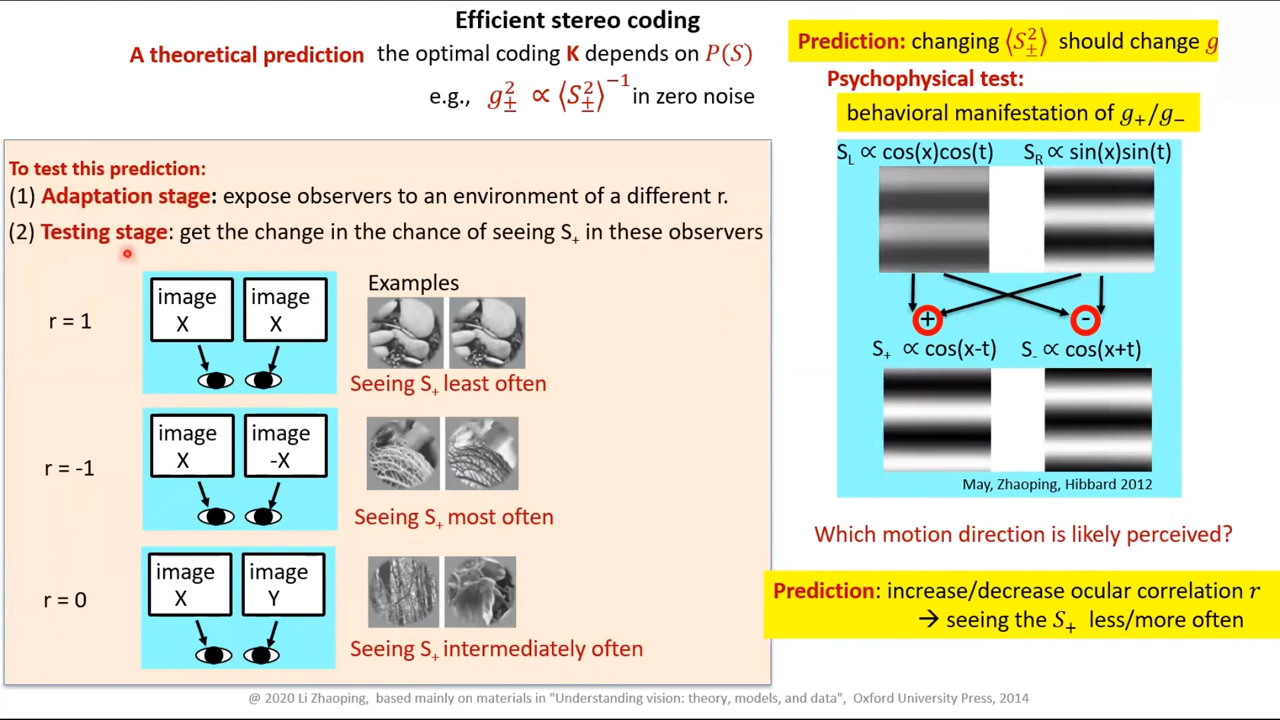 Efficient stereo coding
A theoretical prediction the optimal coding K depends on P(S)
e.g., g²± ∝ ⟨S²±⟩⁻¹ in zero noise
To test this prediction:
(1) Adaptation stage: expose observers to an environment of a different r.
(2) Testing stage: get the change in the chance of seeing S₊ in these observers
r = 1
image X
image X
Examples
Seeing S₊ least often
r = -1
image X
image -X
Seeing S₊ most often
r = 0
image X
image Y
Seeing S₊ intermediately often
Prediction: changing ⟨S²±⟩ should change g
Psychophysical test:
behavioral manifestation of g₊/g₋
S_L ∝ cos(x)cos(t) S_R ∝ sin(x)sin(t)
+ -
S₊ ∝ cos(x-t) S₋ ∝ cos(x+t)
May, Zhaoping, Hibbard 2012
Which motion direction is likely perceived?
Prediction: increase/decrease ocular correlation r
→ seeing the S₊ less/more often
@ 2020 Li Zhaoping, based mainly on materials in "Understanding vision: theory, models, and data", Oxford University Press, 2014